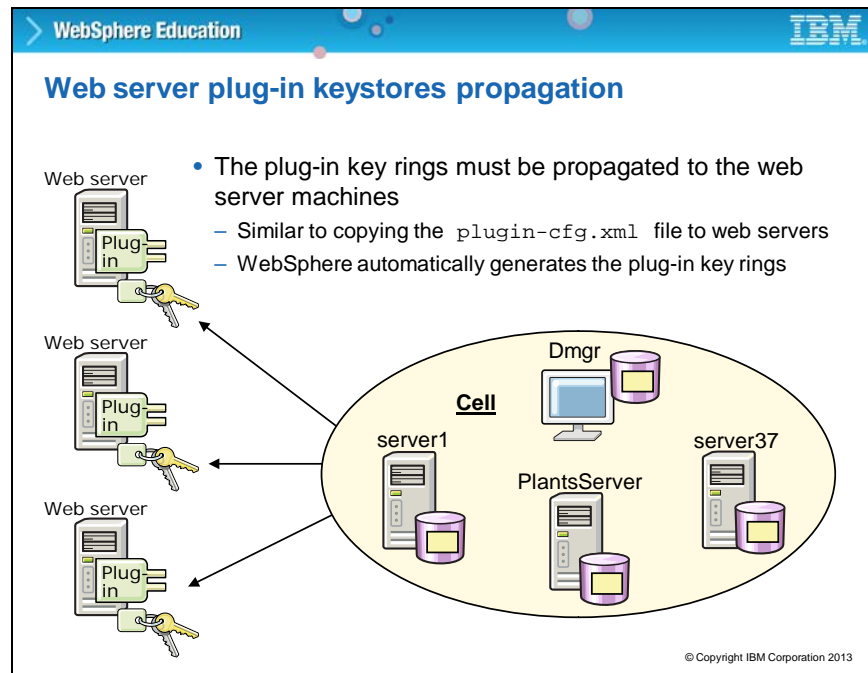 WebSphere Education
IBM
Web server plug-in keystores propagation
• The plug-in key rings must be propagated to the web
server machines
– Similar to copying the plugin-cfg.xml file to web servers
– WebSphere automatically generates the plug-in key rings
Web server
Plug-
in
Web server
Plug-
in
Web server
Plug-
in
Dmgr
Cell
server1
PlantsServer
server37
© Copyright IBM Corporation 2013